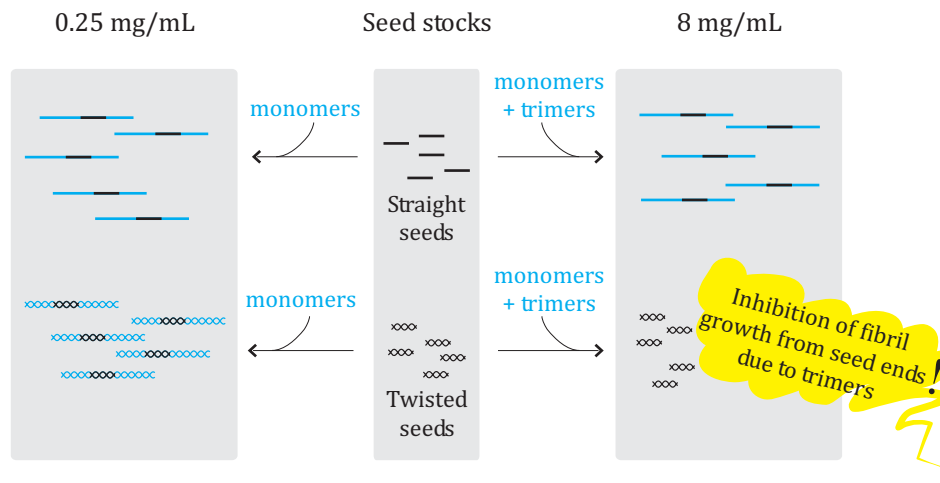 0.25 mg/mL
Seed stocks
8 mg/mL
monomers
monomers
+ trimers
Straight
seeds
monomers
monomers
+ trimers
Twisted
seeds
Inhibition of fibril
growth from seed ends
due to trimers
!